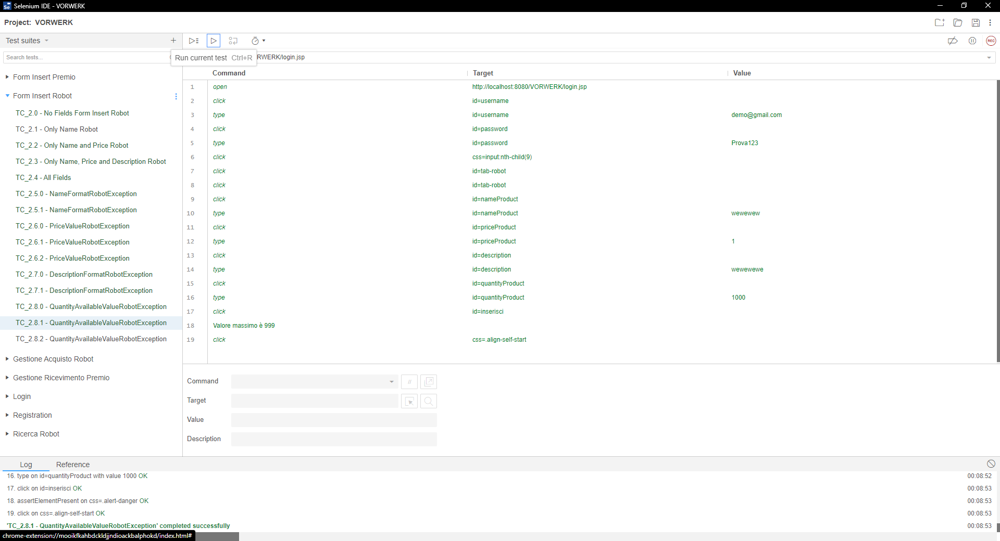 Selenium IDE - VORWERK
Project: VORWERK
Test suites
Search tests...
Run current test Ctrl+R
RWERK/login.jsp
REC
Form Insert Premio
Form Insert Robot
TC_2.0 - No Fields Form Insert Robot
TC_2.1 - Only Name Robot
TC_2.2 - Only Name and Price Robot
TC_2.3 - Only Name, Price and Description Robot
TC_2.4 - All Fields
TC_2.5.0 - NameFormatRobotException
TC_2.5.1 - NameFormatRobotException
TC_2.6.0 - PriceValueRobotException
TC_2.6.1 - PriceValueRobotException
TC_2.6.2 - PriceValueRobotException
TC_2.7.0 - DescriptionFormatRobotException
TC_2.7.1 - DescriptionFormatRobotException
TC_2.8.0 - QuantityAvailableValueRobotException
TC_2.8.1 - QuantityAvailableValueRobotException
TC_2.8.2 - QuantityAvailableValueRobotException
Gestione Acquisto Robot
Gestione Ricevimento Premio
Login
Registration
Ricerca Robot
Command Target Value
1 open http://localhost:8080/VORWERK/login.jsp
2 click id=username
3 type id=username demo@gmail.com
4 click id=password
5 type id=password Prova123
6 click css=input:nth-child(9)
7 click id=tab-robot
8 click id=tab-robot
9 click id=nameProduct
10 type id=nameProduct wewewew
11 click id=priceProduct
12 type id=priceProduct 1
13 click id=description
14 type id=description wewewewe
15 click id=quantityProduct
16 type id=quantityProduct 1000
17 click id=inserisci
18 Valore massimo è 999
19 click css=.align-self-start
Command //
Target
Value
Description
Log Reference
16. type on id=quantityProduct with value 1000 OK 00:08:52
17. click on id=inserisci OK 00:08:53
18. assertElementPresent on css=.alert-danger OK 00:08:53
19. click on css=.align-self-start OK 00:08:53
'TC_2.8.1 - QuantityAvailableValueRobotException' completed successfully 00:08:53
chrome-extension://mooikfkahbdckldjjndioackbalphokd/index.html#